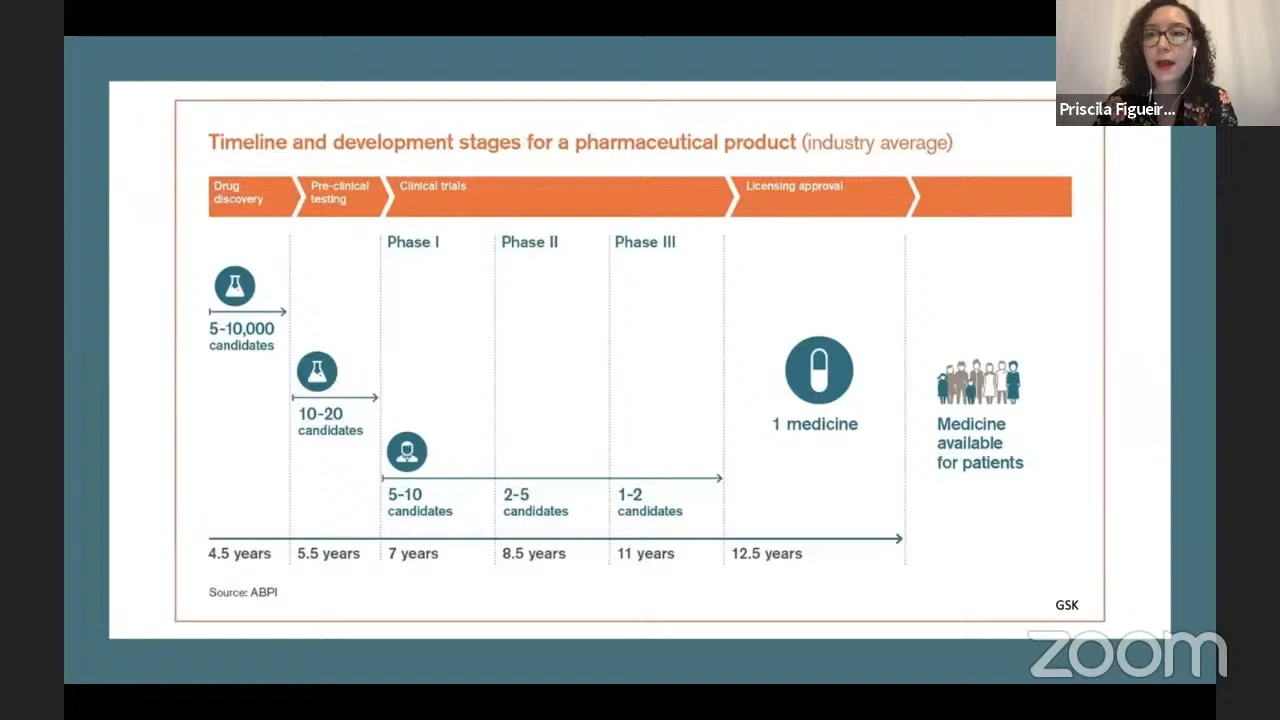 Priscila Figueir...
Timeline and development stages for a pharmaceutical product (industry average)
Drug
discovery
Pre-clinical
testing
Clinical trials
Licensing approval
Phase I
Phase II
Phase III
5-10,000
candidates
10-20
candidates
5-10
candidates
2-5
candidates
1-2
candidates
1 medicine
Medicine
available
for patients
4.5 years
5.5 years
7 years
8.5 years
11 years
12.5 years
Source: ABPI
GSK
zoom